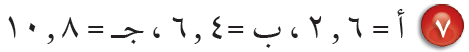 ٧ أ = ٢,٦ ، ب = ٦,٤ ، جـ = ١٠,٨